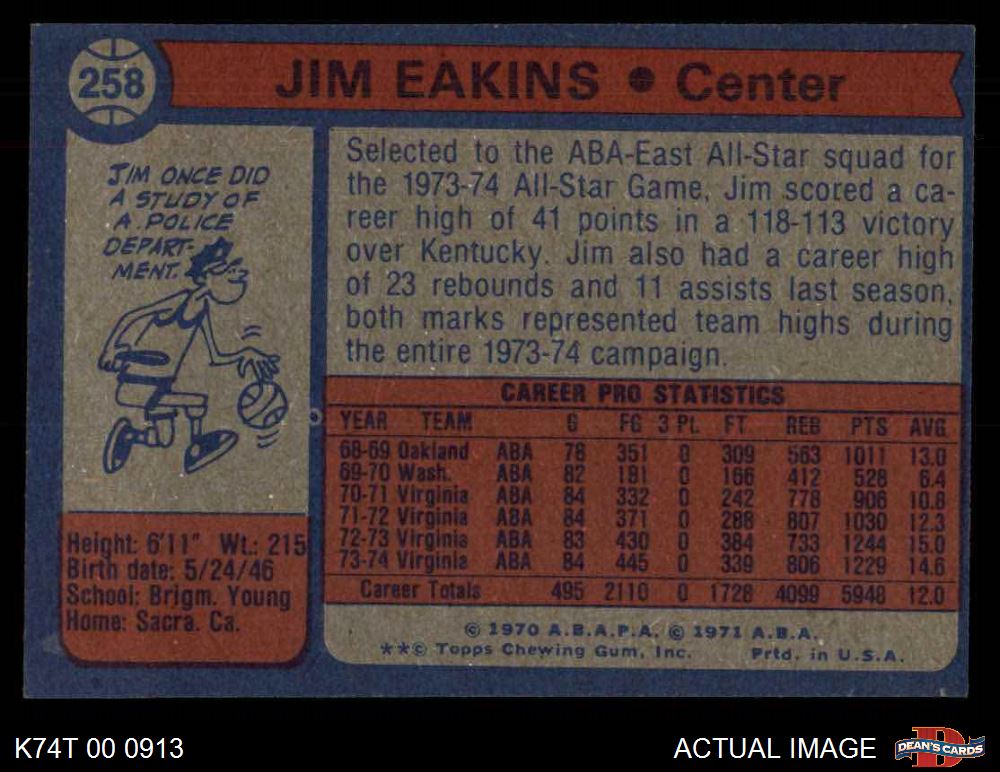 258
JIM EAKINS • Center
JIM ONCE DID
A STUDY OF
A POLICE
DEPART-
MENT.
Selected to the ABA-East All-Star squad for
the 1973-74 All-Star Game, Jim scored a ca-
reer high of 41 points in a 118-113 victory
over Kentucky. Jim also had a career high
of 23 rebounds and 11 assists last season,
both marks represented team highs during
the entire 1973-74 campaign.
CAREER PRO STATISTICS
YEAR TEAM G FG 3 PL FT REB PTS AVG
68-69 Oakland ABA 78 351 0 309 563 1011 13.0
69-70 Wash. ABA 82 181 0 166 412 528 6.4
70-71 Virginia ABA 84 332 0 242 778 906 10.8
71-72 Virginia ABA 84 371 0 288 807 1030 12.3
72-73 Virginia ABA 83 430 0 384 733 1244 15.0
73-74 Virginia ABA 84 445 0 339 806 1229 14.6
Career Totals 495 2110 0 1728 4099 5948 12.0
Height: 6'11" Wt.: 215
Birth date: 5/24/46
School: Brigm. Young
Home: Sacra. Ca.
© 1970 A.B.A.P.A. © 1971 A.B.A.
**© Topps Chewing Gum, Inc. Prtd. in U.S.A.
K74T 00 0913
ACTUAL IMAGE
D
DEAN'S CARDS